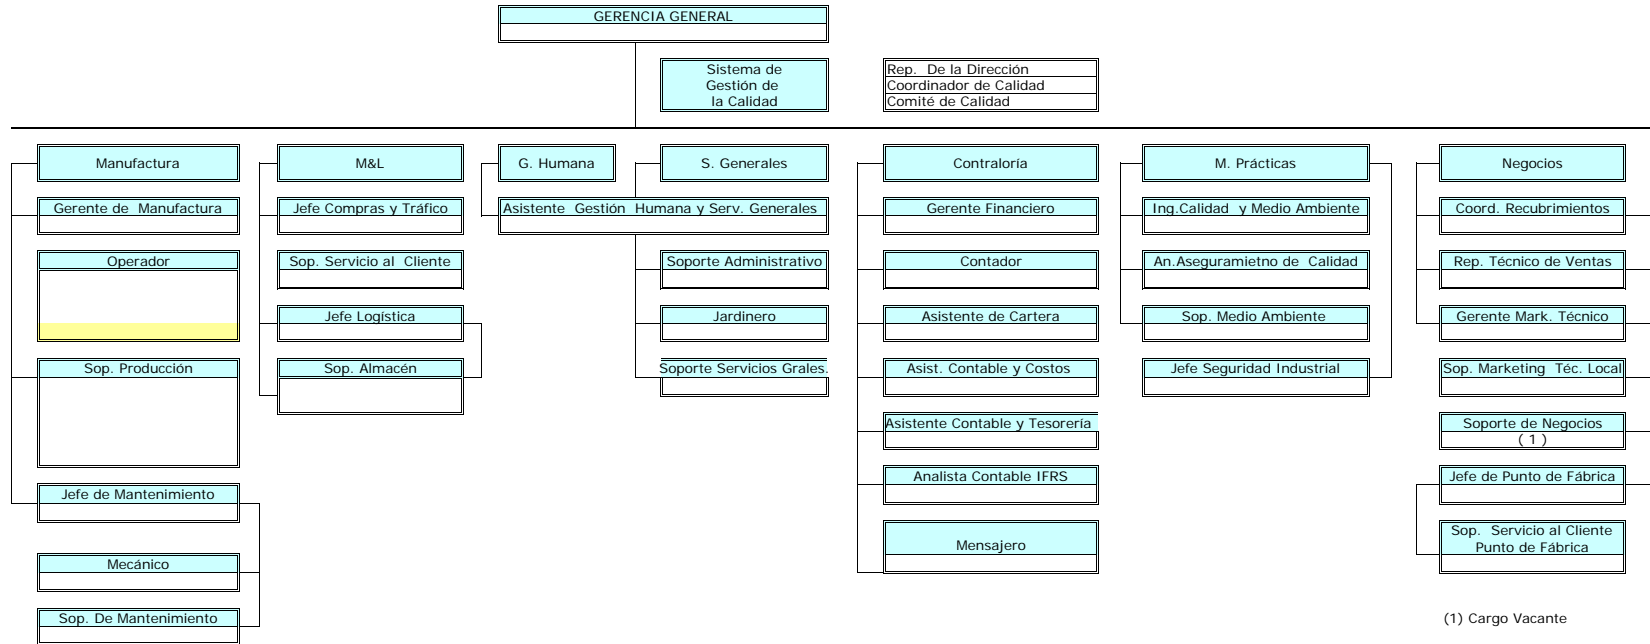 GERENCIA GENERAL
Sistema de
Gestión de
la Calidad
Rep. De la Dirección
Coordinador de Calidad
Comité de Calidad
Manufactura
M&L
G. Humana
S. Generales
Contraloría
M. Prácticas
Negocios
Gerente de Manufactura
Jefe Compras y Tráfico
Asistente Gestión Humana y Serv. Generales
Gerente Financiero
Ing.Calidad y Medio Ambiente
Coord. Recubrimientos
Operador
Sop. Servicio al Cliente
Soporte Administrativo
Contador
An.Aseguramietno de Calidad
Rep. Técnico de Ventas
Jefe Logística
Jardinero
Asistente de Cartera
Sop. Medio Ambiente
Gerente Mark. Técnico
Sop. Producción
Sop. Almacén
Soporte Servicios Grales.
Asist. Contable y Costos
Jefe Seguridad Industrial
Sop. Marketing Téc. Local
Asistente Contable y Tesorería
Soporte de Negocios
( 1 )
Jefe de Mantenimiento
Analista Contable IFRS
Jefe de Punto de Fábrica
Mensajero
Sop. Servicio al Cliente
Punto de Fábrica
Mecánico
Sop. De Mantenimiento
(1) Cargo Vacante